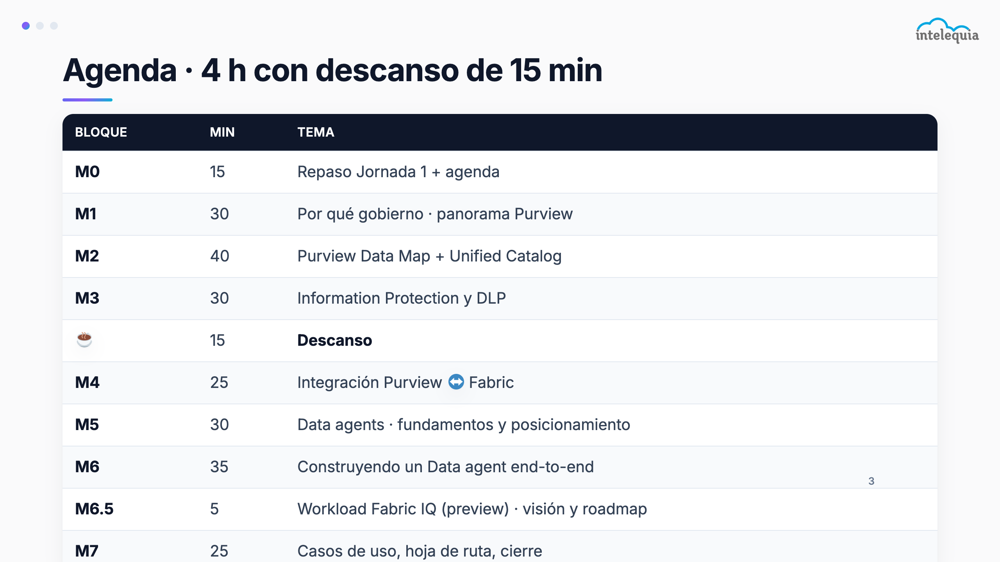 intelequia
Agenda · 4 h con descanso de 15 min
BLOQUE MIN TEMA
M0 15 Repaso Jornada 1 + agenda
M1 30 Por qué gobierno · panorama Purview
M2 40 Purview Data Map + Unified Catalog
M3 30 Information Protection y DLP
☕ 15 Descanso
M4 25 Integración Purview ↔ Fabric
M5 30 Data agents · fundamentos y posicionamiento
M6 35 Construyendo un Data agent end-to-end
3
M6.5 5 Workload Fabric IQ (preview) · visión y roadmap
M7 25 Casos de uso, hoja de ruta, cierre